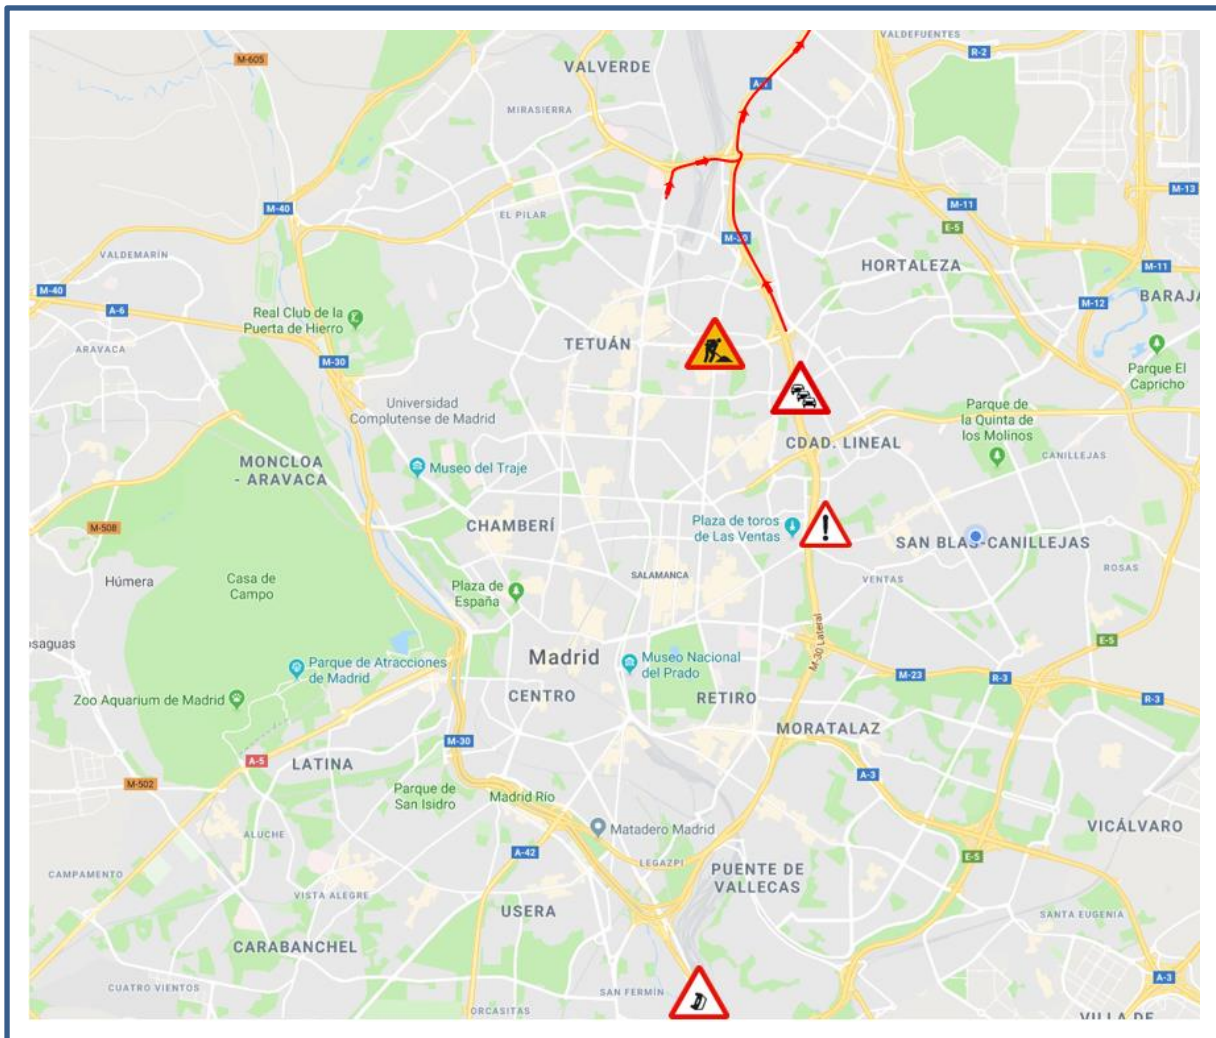 VALDEFUENTES
M-605
R-2
VALVERDE
A-1
MIRASIERRA
M-13
M-40
EL PILAR
M-11
E-5
M-30
VALDEMARÍN
HORTALEZA
M-11
M-40
BARAJA
A-6
M-12
Real Club de la
Puerta de Hierro
ARAVACA
TETUÁN
M-30
Parque El
Capricho
Universidad
Complutense de Madrid
Parque de
la Quinta de
los Molinos
CDAD. LINEAL
CANILLEJAS
MONCLOA
- ARAVACA
Museo del Traje
M-508
CHAMBERÍ
Plaza de toros
de Las Ventas
SAN BLAS-CANILLEJAS
Húmera
Casa de
Campo
SALAMANCA
VENTAS
ROSAS
Plaza de
España
osaguas
M-30 Lateral
E-5
Madrid
Museo Nacional
del Prado
Parque de Atracciones
de Madrid
M-23
R-3
Zoo Aquarium de Madrid
CENTRO
RETIRO
R-3
MORATALAZ
M-30
A-5
LATINA
A-3
M-502
Parque de
San Isidro
Madrid Río
VICÁLVARO
ALUCHE
Matadero Madrid
A-42
LEGAZPI
E-5
CAMPAMENTO
PUENTE DE
VALLECAS
VISTA ALEGRE
USERA
SANTA EUGENIA
CARABANCHEL
A-3
CUATRO VIENTOS
SAN FERMÍN
ORCASITAS
VILLA DE